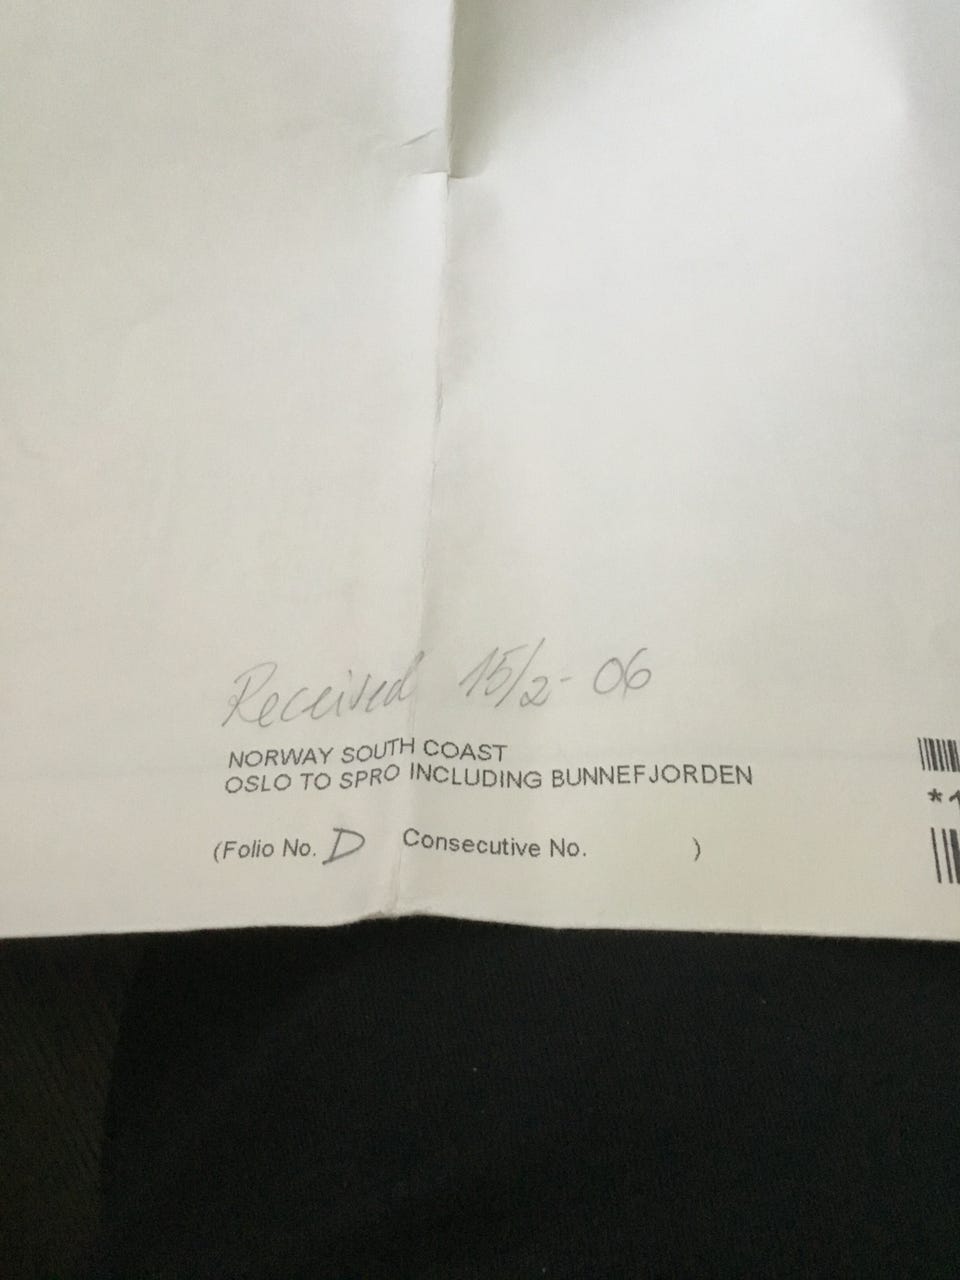 Received 15/2- 06
NORWAY SOUTH COAST
OSLO TO SPRO INCLUDING BUNNEFJORDEN
(Folio No. D Consecutive No. )